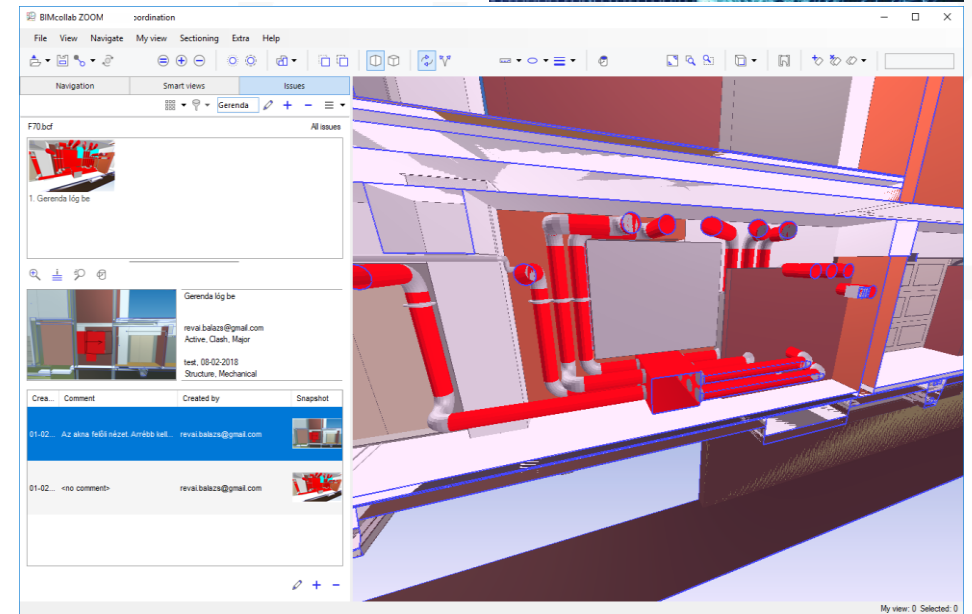 BIMcollab ZOOM oordination
File View Navigate My view Sectioning Extra Help
Navigation Smart views Issues
Gerenda
F70.bcf All issues
1. Gerenda lóg be
Gerenda lóg be
revai.balazs@gmail.com
Active, Clash, Major
test, 08-02-2018
Structure, Mechanical
Crea... Comment Created by Snapshot
01-02... Az akna felőli nézet. Arrébb kell... revai.balazs@gmail.com
01-02... <no comment> revai.balazs@gmail.com
My view: 0 Selected: 0